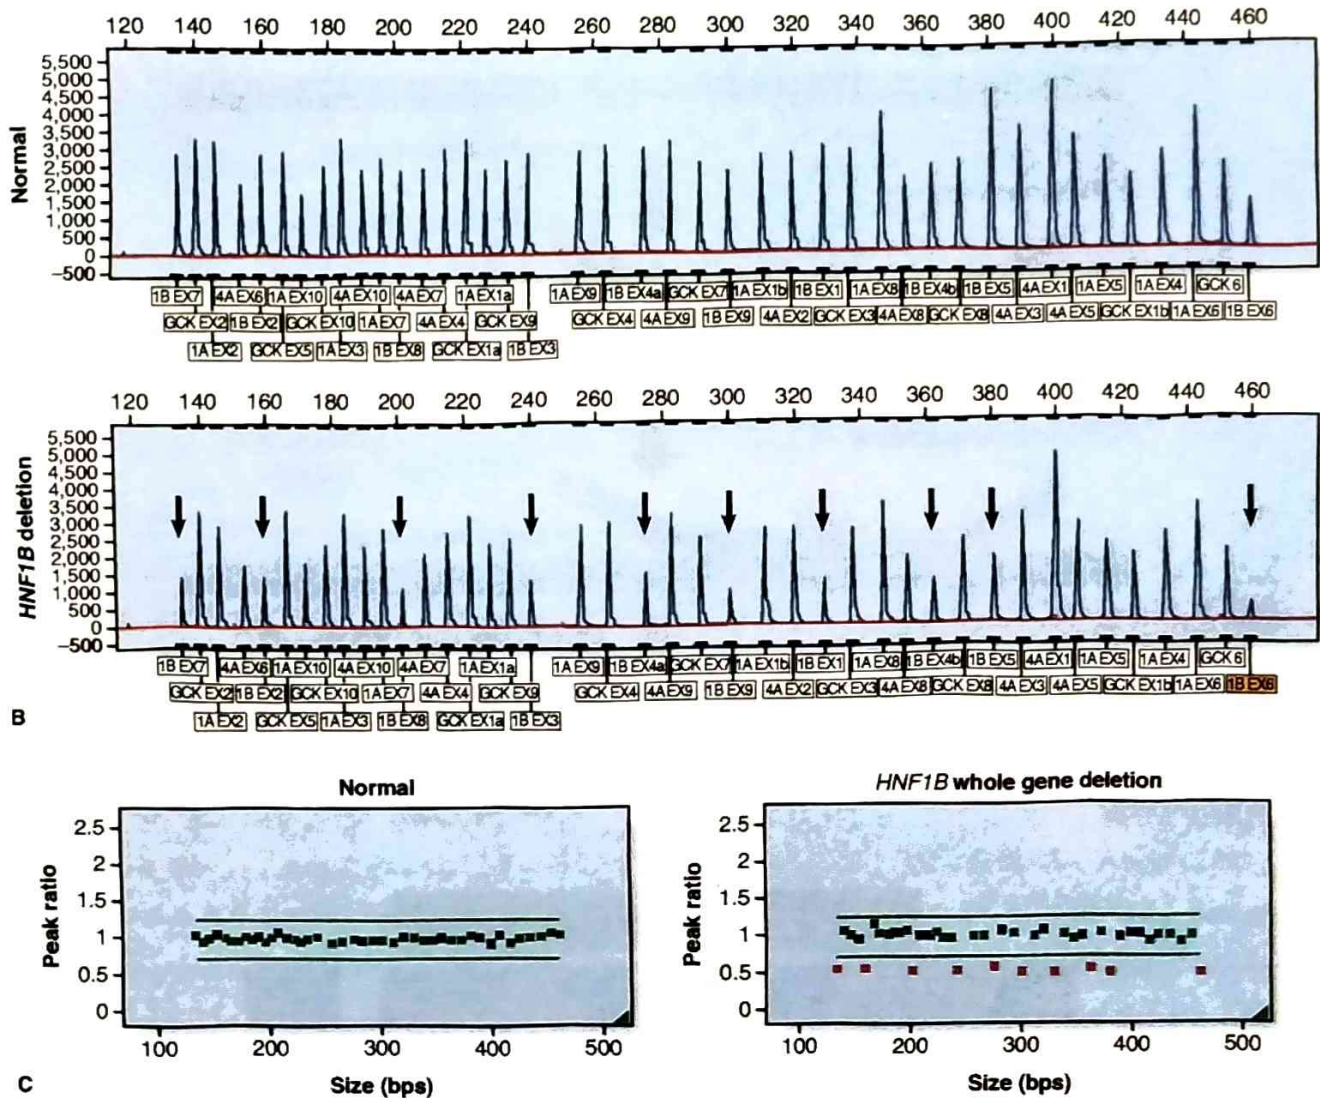 120 140 160 180 200 220 240 260 280 300 320 340 360 380 400 420 440 460
5,500
5,000
4,500
4,000
3,500
3,000
2,500
2,000
1,500
1,000
500
0
–500
Normal
1B EX7 4A EX6 1A EX10 4A EX10 4A EX7 1A EX1a 1A EX9 1B EX4a GCK EX7 1A EX1b 1B EX1 1A EX8 1B EX4b 1B EX5 4A EX1 1A EX5 1A EX4 GCK 6
GCK EX2 1B EX2 GCK EX10 1A EX7 4A EX4 GCK EX9 GCK EX4 4A EX9 1B EX9 4A EX2 GCK EX3 4A EX8 GCK EX8 4A EX3 4A EX5 GCK EX1b 1A EX6 1B EX6
1A EX2 GCK EX5 1A EX3 1B EX8 GCK EX1a 1B EX3
120 140 160 180 200 220 240 260 280 300 320 340 360 380 400 420 440 460
5,500
5,000
4,500
4,000
3,500
3,000
2,500
2,000
1,500
1,000
500
0
–500
HNF1B deletion
1B EX7 4A EX6 1A EX10 4A EX10 4A EX7 1A EX1a 1A EX9 1B EX4a GCK EX7 1A EX1b 1B EX1 1A EX8 1B EX4b 1B EX5 4A EX1 1A EX5 1A EX4 GCK 6
GCK EX2 1B EX2 GCK EX10 1A EX7 4A EX4 GCK EX9 GCK EX4 4A EX9 1B EX9 4A EX2 GCK EX3 4A EX8 GCK EX8 4A EX3 4A EX5 GCK EX1b 1A EX6 1B EX6
1A EX2 GCK EX5 1A EX3 1B EX8 GCK EX1a 1B EX3
B
Normal
2.5
2
1.5
1
0.5
0
Peak ratio
100 200 300 400 500
Size (bps)
HNF1B whole gene deletion
2.5
2
1.5
1
0.5
0
Peak ratio
100 200 300 400 500
Size (bps)
C